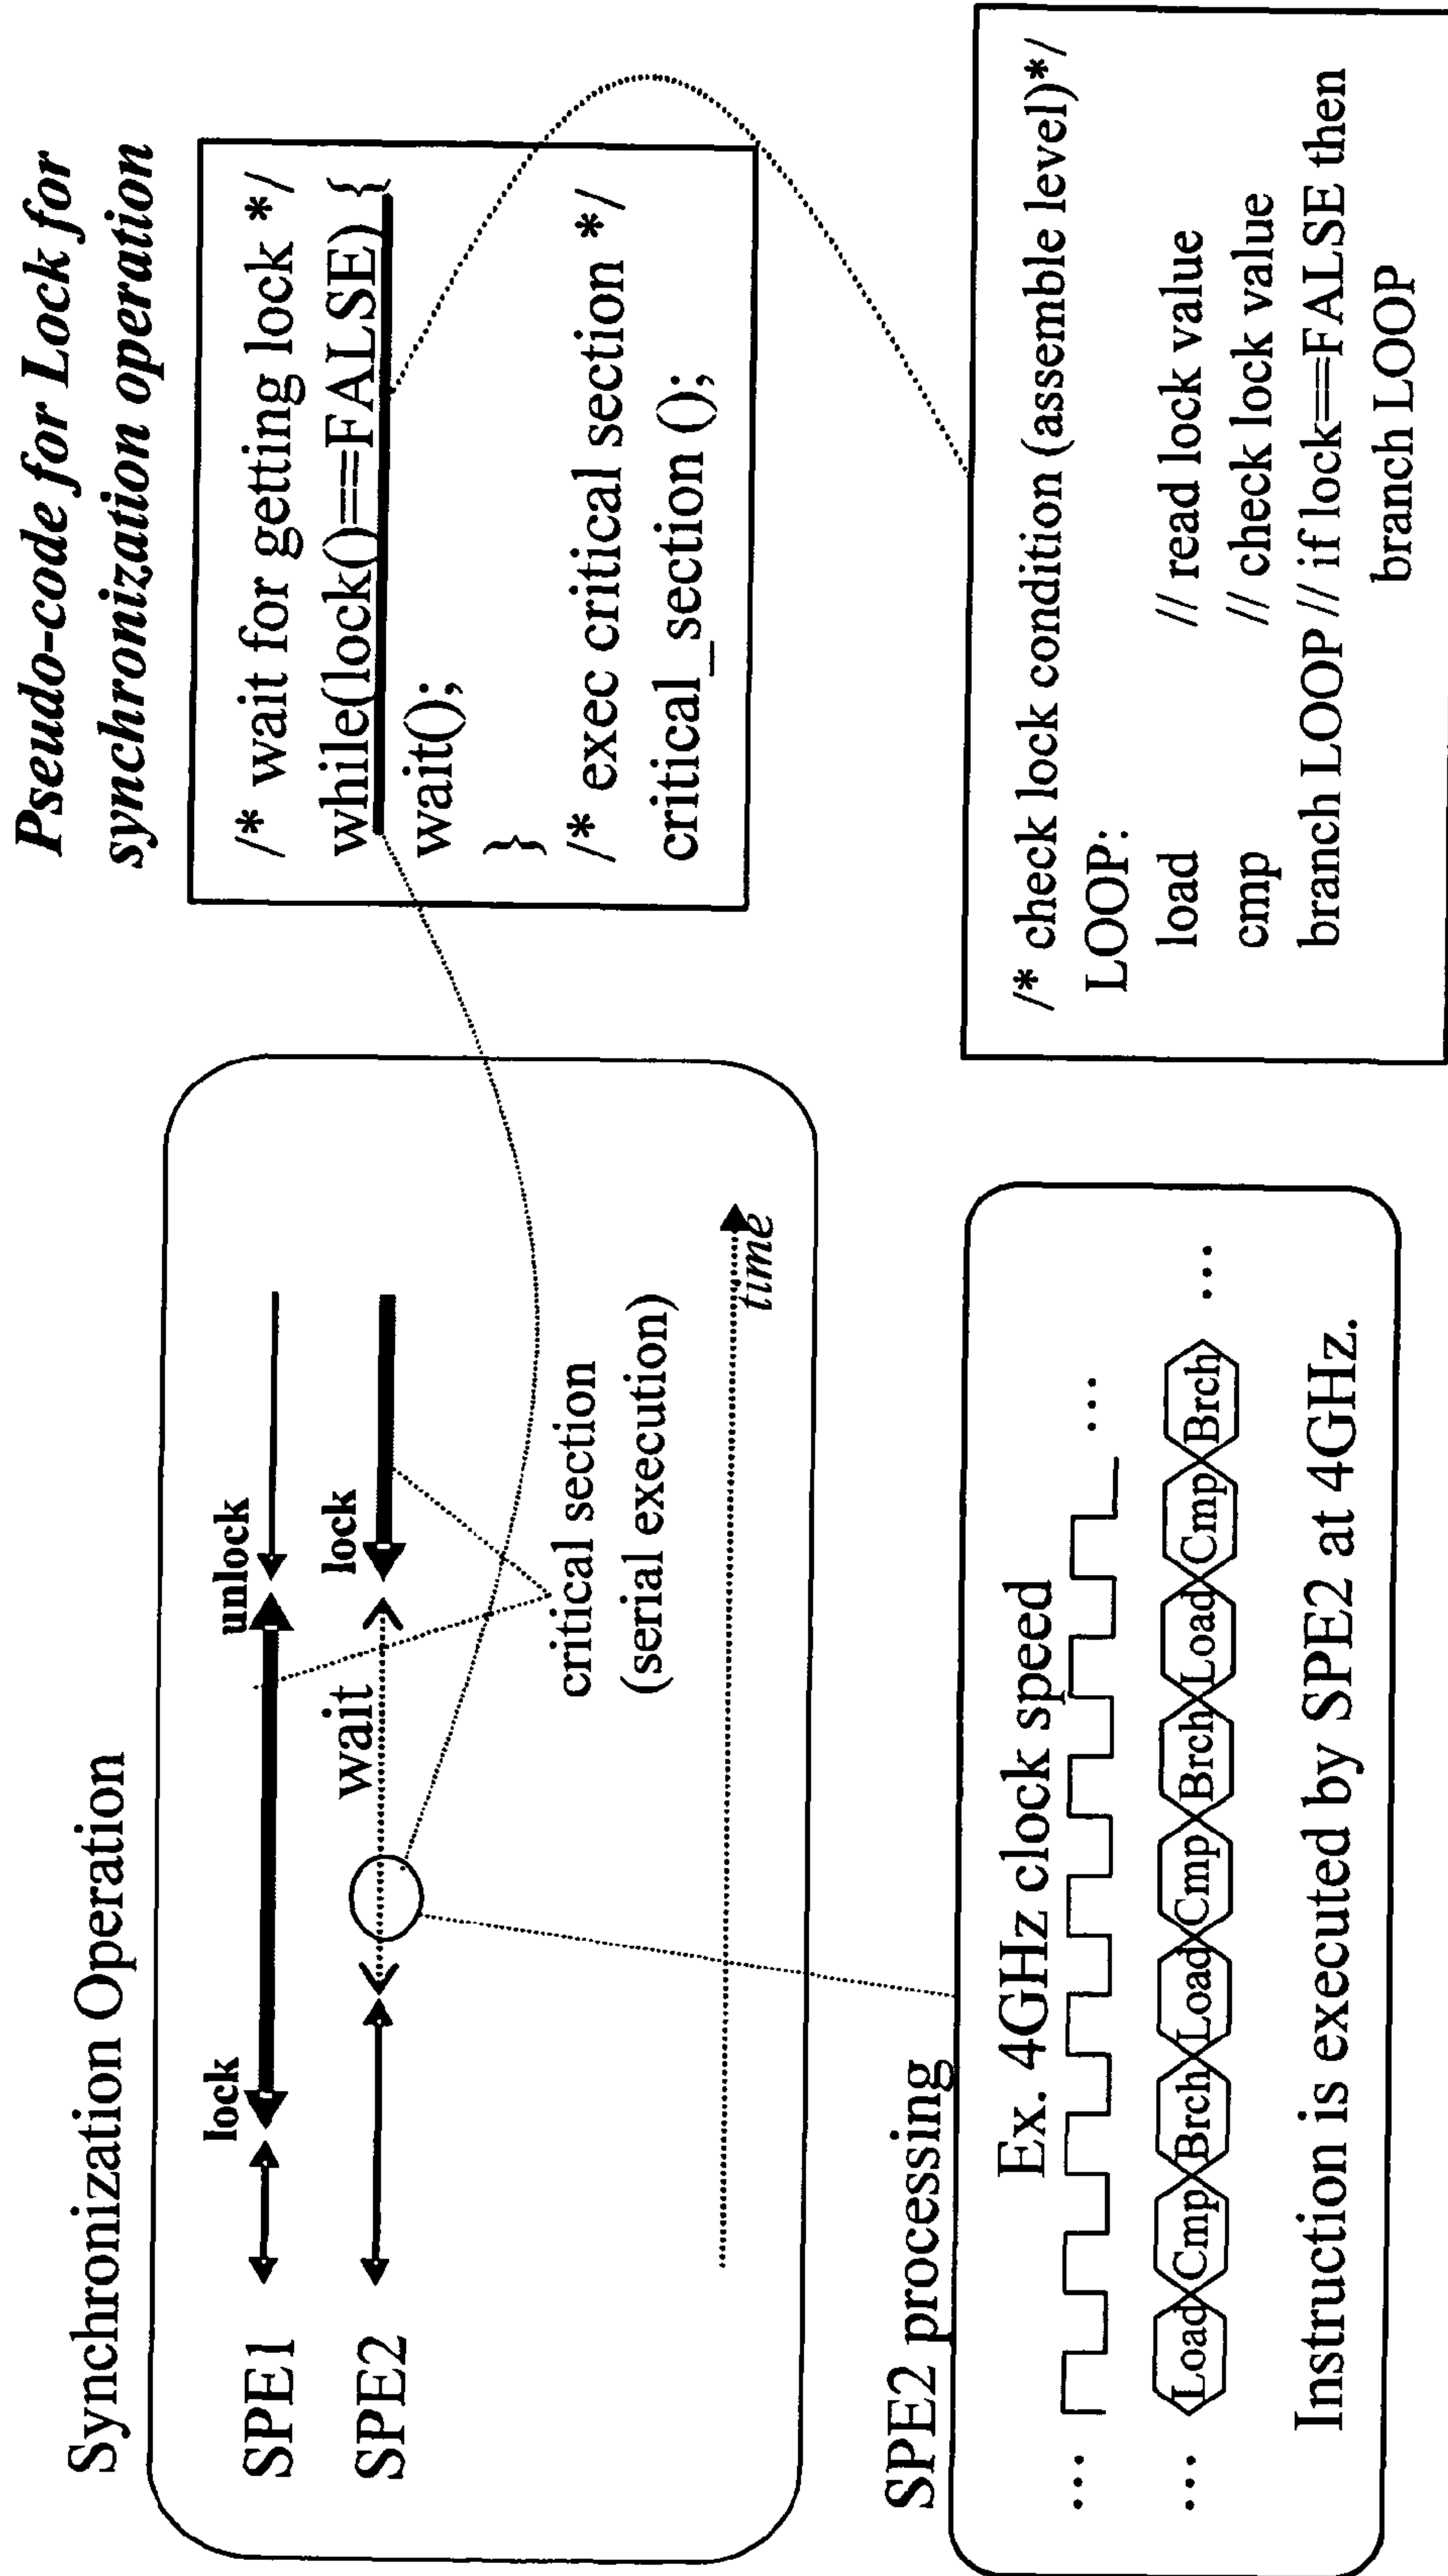 Synchronization Operation
SPE1
lock
unlock
SPE2
wait
lock
critical section
(serial execution)
time
Pseudo-code for Lock for
synchronization operation
/* wait for getting lock */
while(lock()==FALSE) {
wait();
}
/* exec critical section */
critical_section ();
SPE2 processing
Ex. 4GHz clock speed
... ...
... Load Cmp Brch Load Cmp Brch Load Cmp Brch ...
Instruction is executed by SPE2 at 4GHz.
/* check lock condition (assemble level)*/
LOOP:
load // read lock value
cmp // check lock value
branch LOOP // if lock==FALSE then
branch LOOP